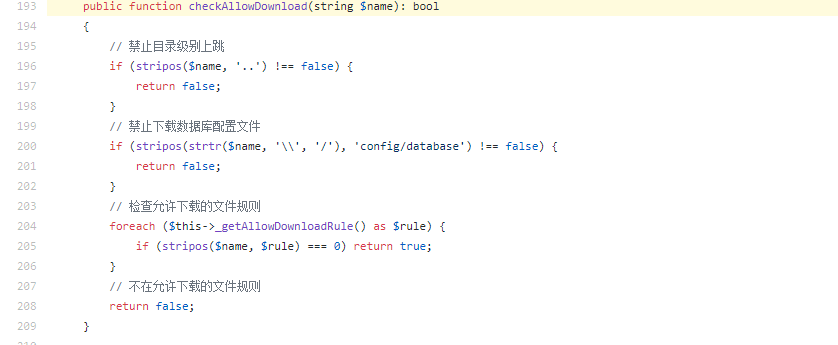 193 public function checkAllowDownload(string $name): bool
194 {
195 // 禁止目录级别上跳
196 if (stripos($name, '..') !== false) {
197 return false;
198 }
199 // 禁止下载数据库配置文件
200 if (stripos(strtr($name, '\\', '/'), 'config/database') !== false) {
201 return false;
202 }
203 // 检查允许下载的文件规则
204 foreach ($this->_getAllowDownloadRule() as $rule) {
205 if (stripos($name, $rule) === 0) return true;
206 }
207 // 不在允许下载的文件规则
208 return false;
209 }